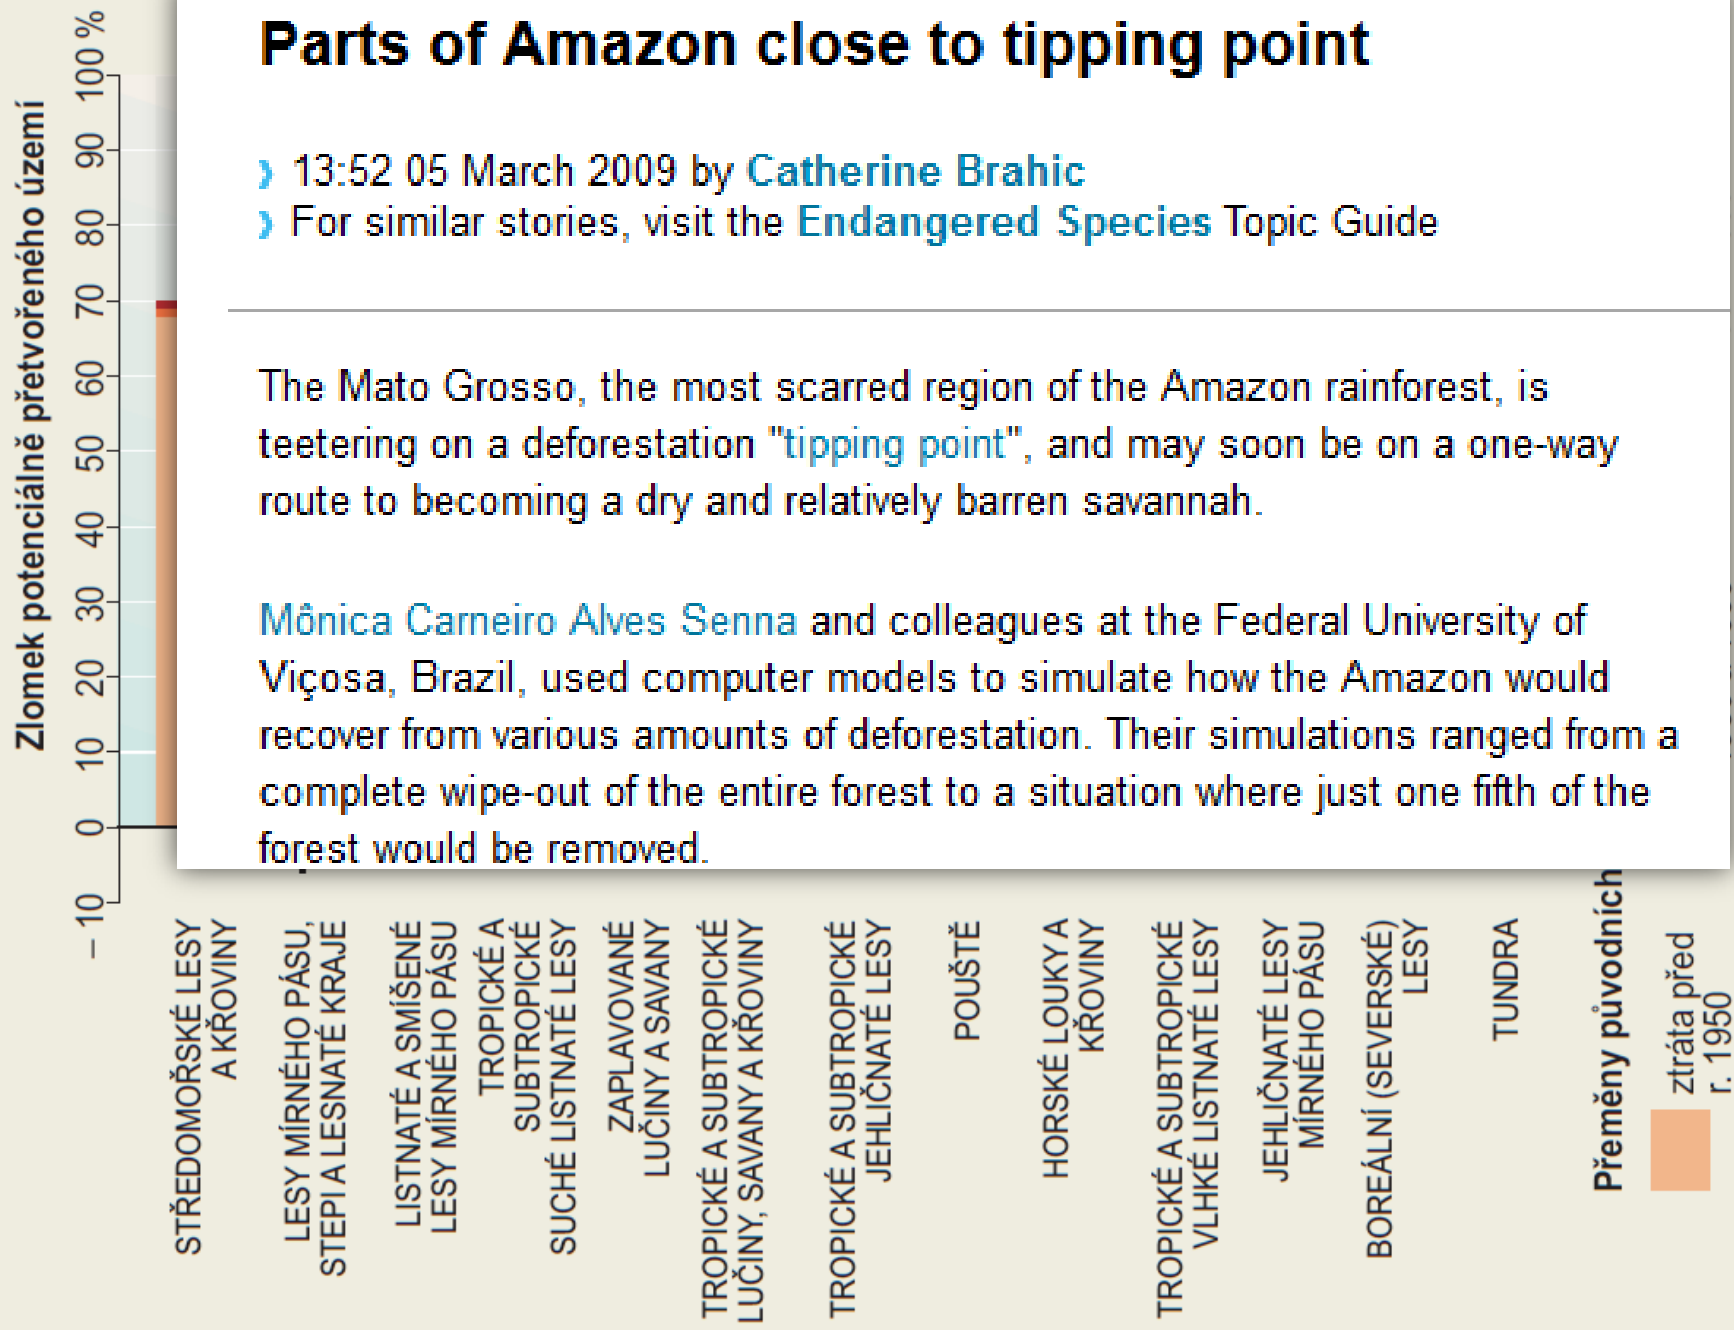 Parts of Amazon close to tipping point
13:52 05 March 2009 by Catherine Brahic
For similar stories, visit the Endangered Species Topic Guide
The Mato Grosso, the most scarred region of the Amazon rainforest, is
teetering on a deforestation "tipping point", and may soon be on a one-way
route to becoming a dry and relatively barren savannah.
Mônica Carneiro Alves Senna and colleagues at the Federal University of
Viçosa, Brazil, used computer models to simulate how the Amazon would
recover from various amounts of deforestation. Their simulations ranged from a
complete wipe-out of the entire forest to a situation where just one fifth of the
forest would be removed.
Zlomek potenciálně přetvořeného území
100 %
90
80
70
60
50
40
30
20
10
0
– 10
STŘEDOMOŘSKÉ LESY
A KŘOVINY
LESY MÍRNÉHO PÁSU,
STEPI A LESNATÉ KRAJE
LISTNATÉ A SMÍŠENÉ
LESY MÍRNÉHO PÁSU
TROPICKÉ A
SUBTROPICKÉ
SUCHÉ LISTNATÉ LESY
ZAPLAVOVANÉ
LUČINY A SAVANY
TROPICKÉ A SUBTROPICKÉ
LUČINY, SAVANY A KŘOVINY
TROPICKÉ A SUBTROPICKÉ
JEHLIČNATÉ LESY
POUŠTĚ
HORSKÉ LOUKY A
KŘOVINY
TROPICKÉ A SUBTROPICKÉ
VLHKÉ LISTNATÉ LESY
JEHLIČNATÉ LESY
MÍRNÉHO PÁSU
BOREÁLNÍ (SEVERSKÉ)
LESY
TUNDRA
Přeměny původních
ztráta před
r. 1950